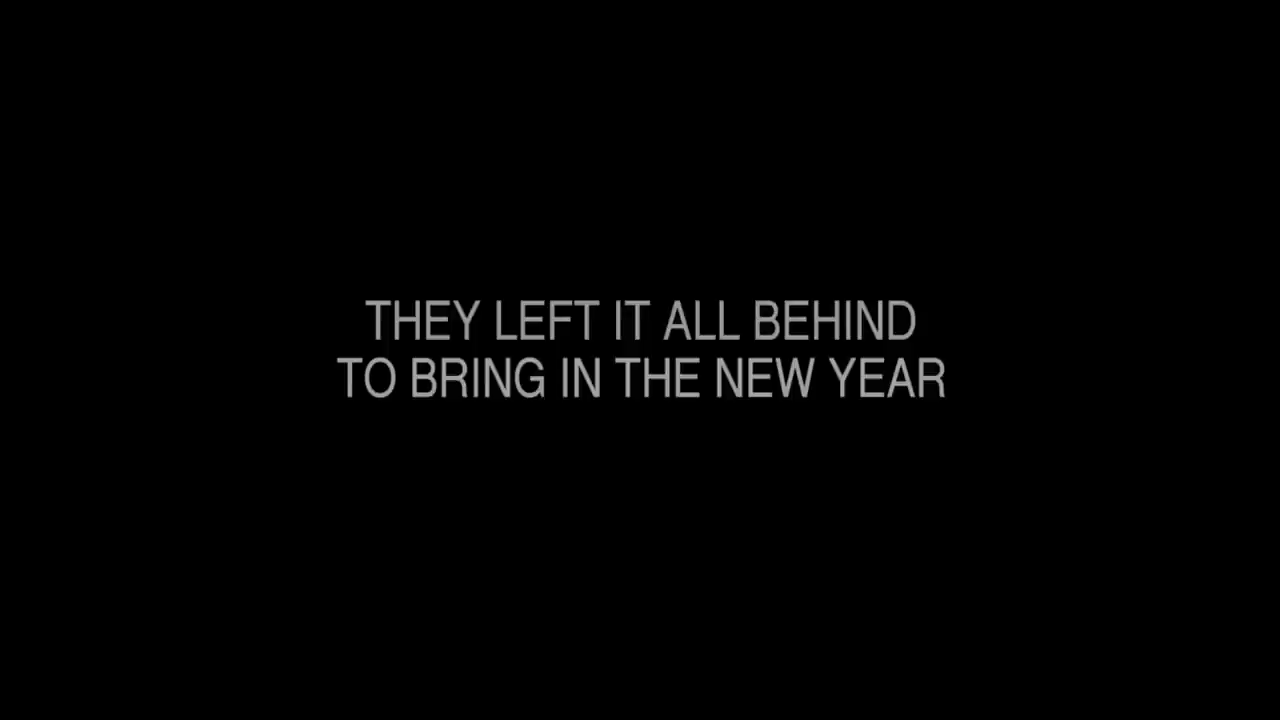 THEY LEFT IT ALL BEHIND
TO BRING IN THE NEW YEAR